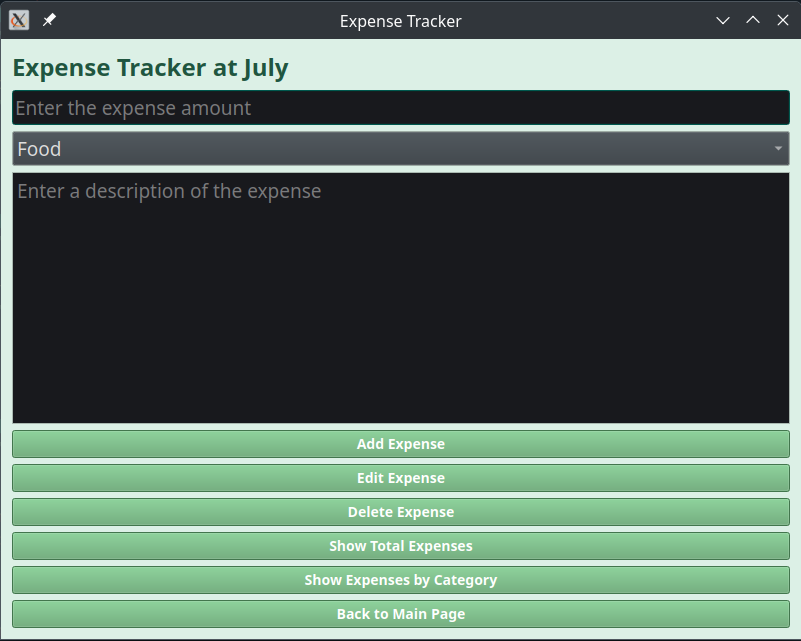 Expense Tracker
Expense Tracker at July
Enter the expense amount
Food
Enter a description of the expense
Add Expense
Edit Expense
Delete Expense
Show Total Expenses
Show Expenses by Category
Back to Main Page